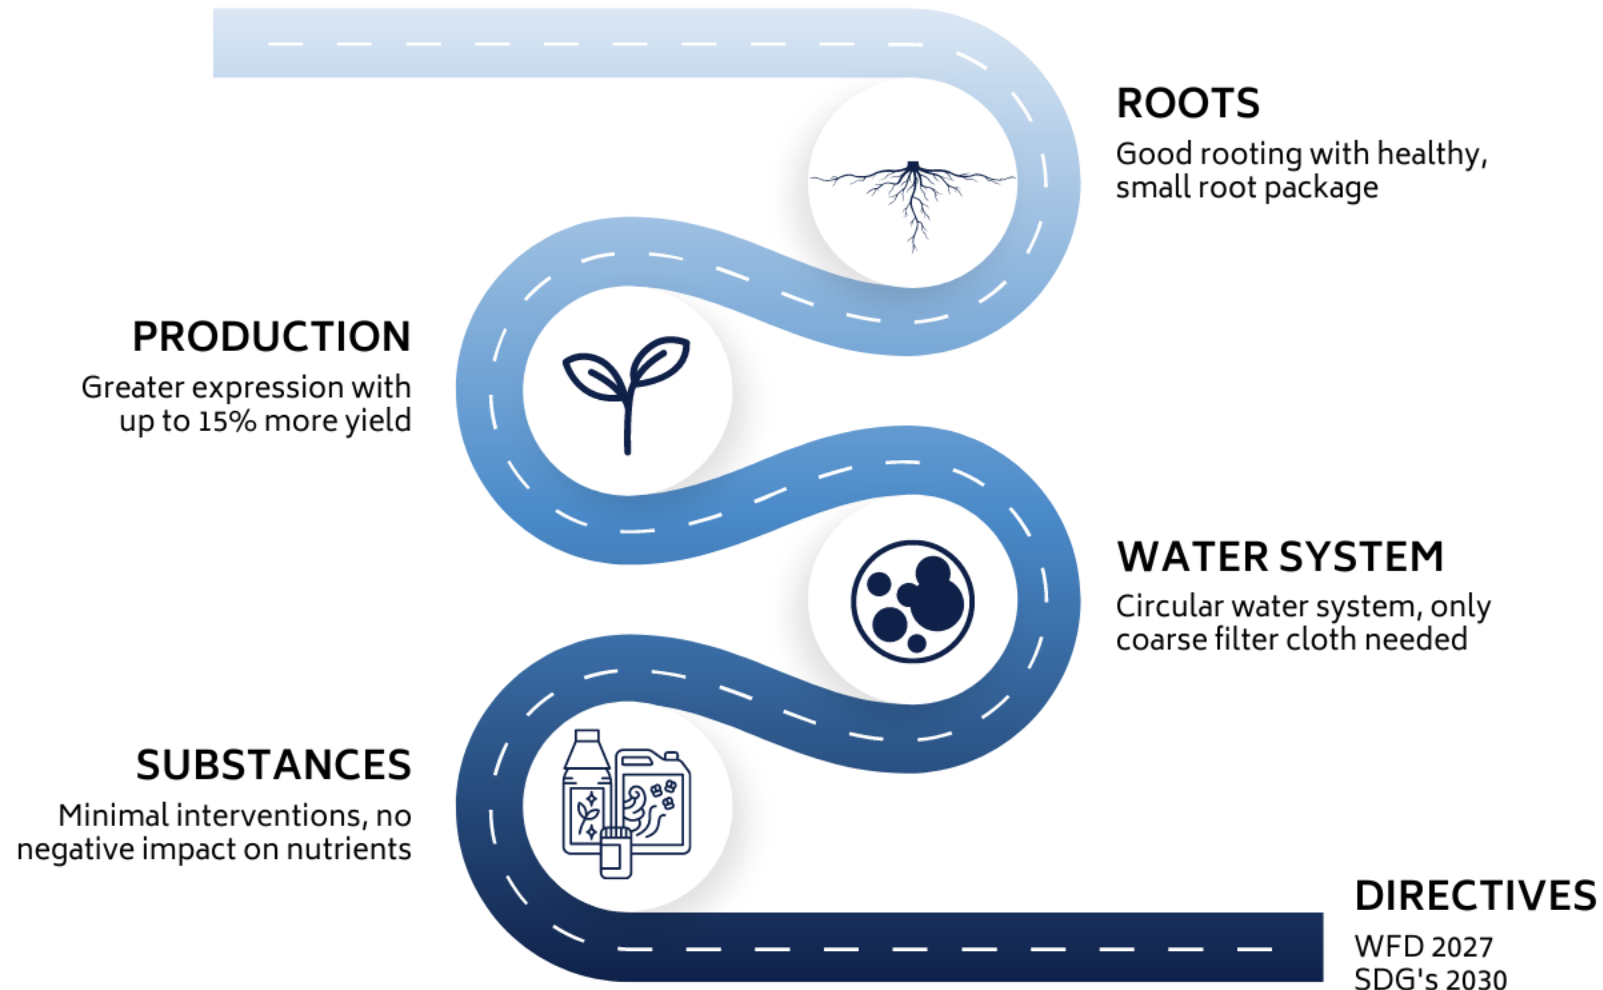 ROOTS
Good rooting with healthy,
small root package
PRODUCTION
Greater expression with
up to 15% more yield
WATER SYSTEM
Circular water system, only
coarse filter cloth needed
SUBSTANCES
Minimal interventions, no
negative impact on nutrients
DIRECTIVES
WFD 2027
SDG's 2030